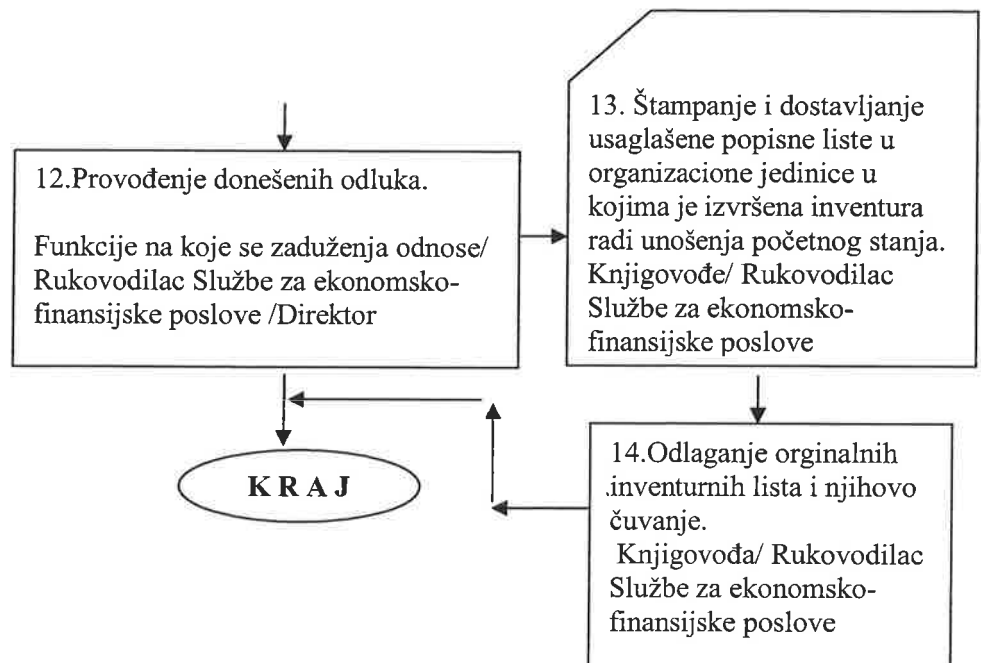 12.Provođenje donešenih odluka.
Funkcije na koje se zaduženja odnose/
Rukovodilac Službe za ekonomsko-
finansijske poslove /Direktor
13. Štampanje i dostavljanje
usaglašene popisne liste u
organizacione jedinice u
kojima je izvršena inventura
radi unošenja početnog stanja.
Knjigovođe/ Rukovodilac
Službe za ekonomsko-
finansijske poslove
K R A J
14.Odlaganje orginalnih
.inventurnih lista i njihovo
čuvanje.
Knjigovođa/ Rukovodilac
Službe za ekonomsko-
finansijske poslove